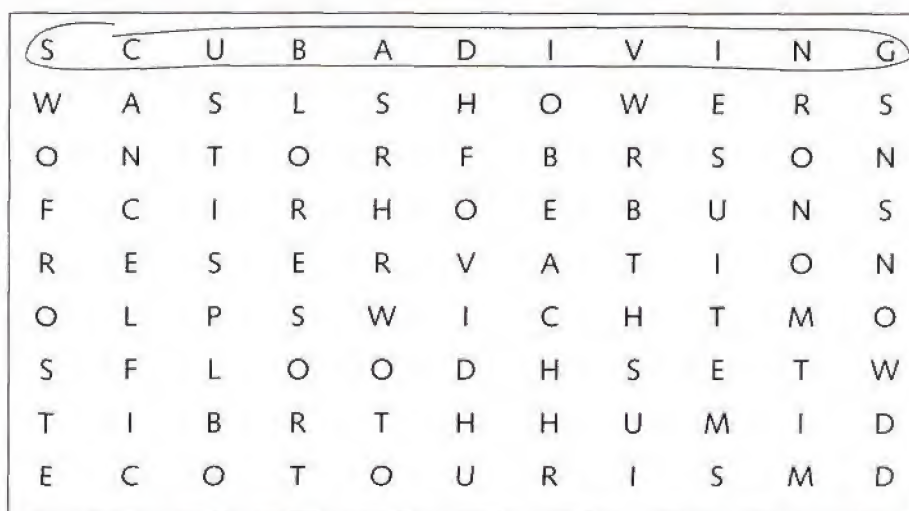 S C U B A D I V I N G
W A S L S H O W E R S
O N T O R F B R S O N
F C I R H O E B U N S
R E S E R V A T I O N
O L P S W I C H T M O
S F L O O D H S E T W
T I B R T H H U M I D
E C O T O U R I S M D